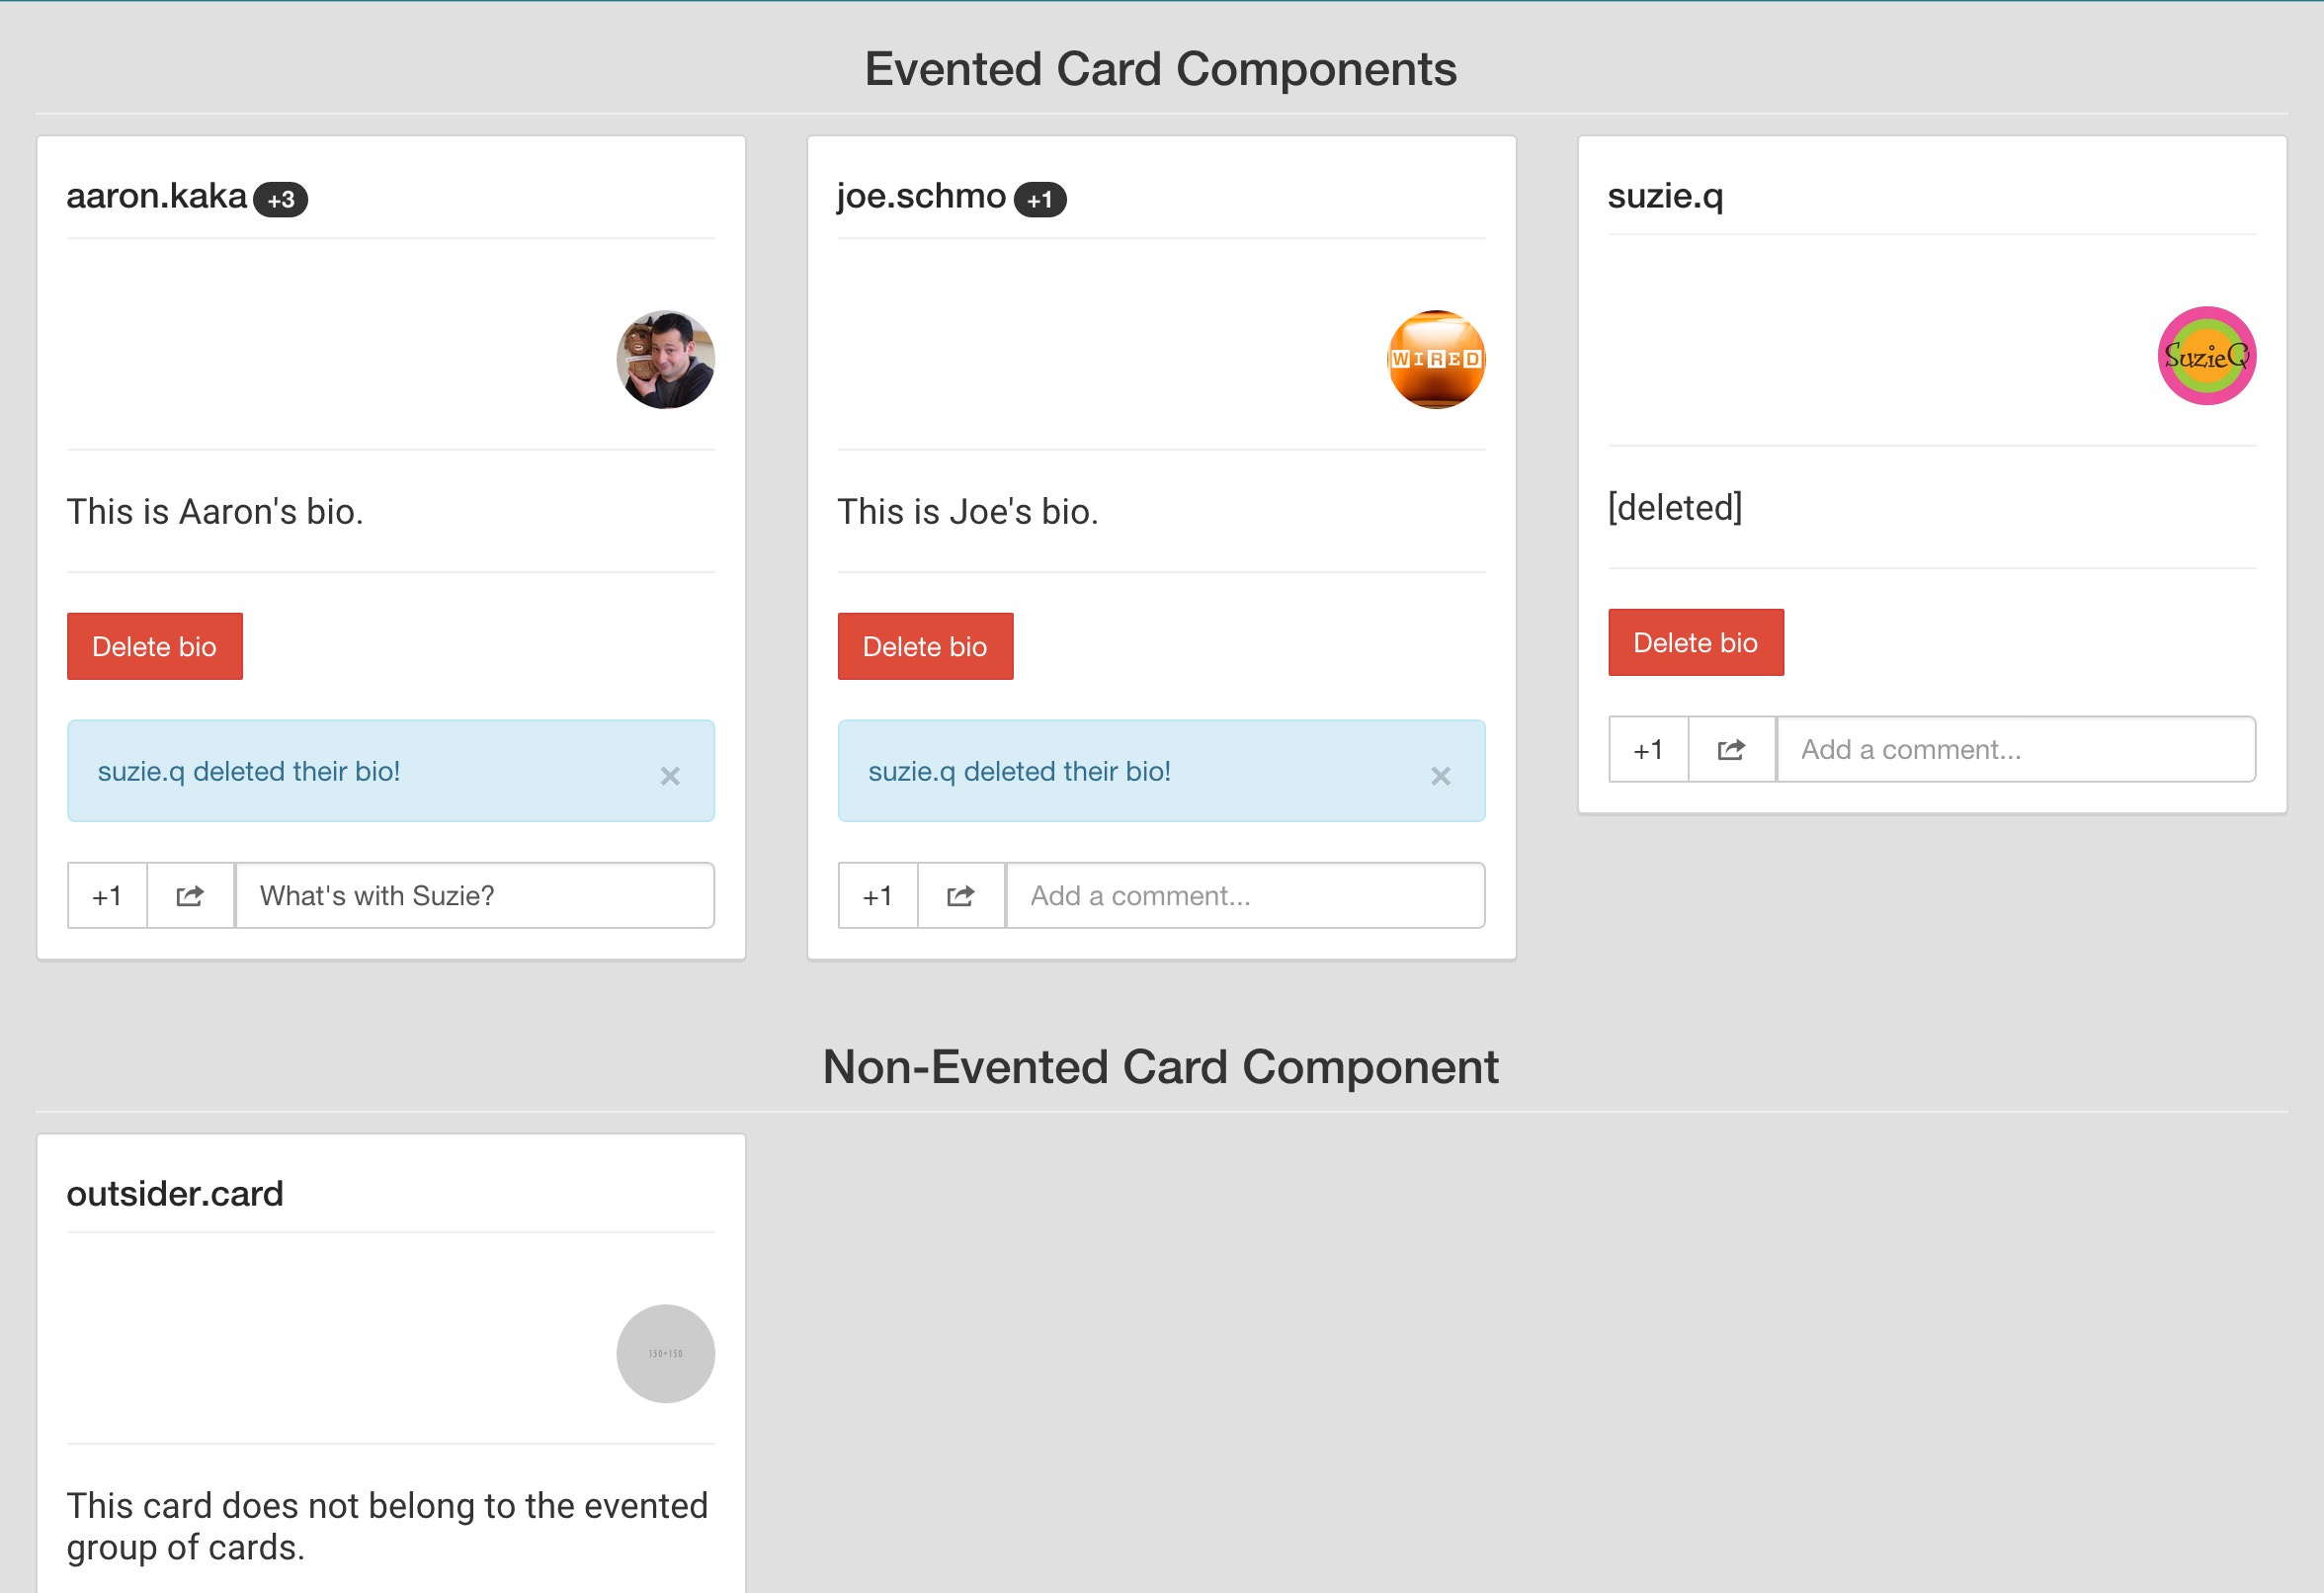 Evented Card Components
aaron.kaka +3
This is Aaron's bio.
Delete bio
suzie.q deleted their bio! ×
+1 What's with Suzie?
joe.schmo +1
WIRED
This is Joe's bio.
Delete bio
suzie.q deleted their bio! ×
+1 Add a comment...
suzie.q
SuzieQ
[deleted]
Delete bio
+1 Add a comment...
Non-Evented Card Component
outsider.card
150×150
This card does not belong to the evented
group of cards.